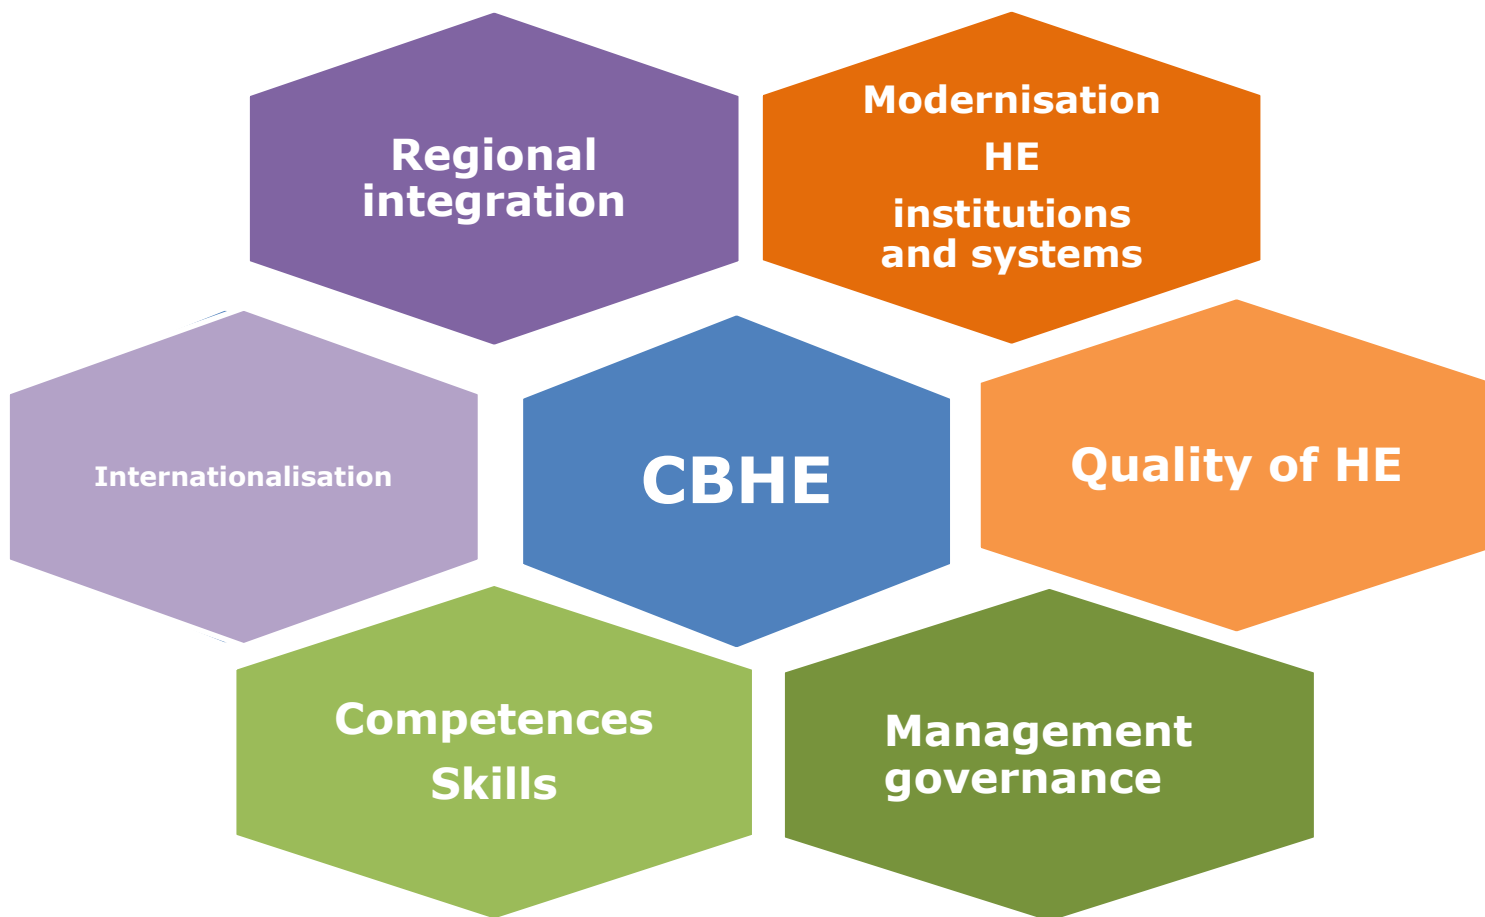 Regional
integration
Modernisation
HE
institutions
and systems
Internationalisation
CBHE
Quality of HE
Competences
Skills
Management
governance